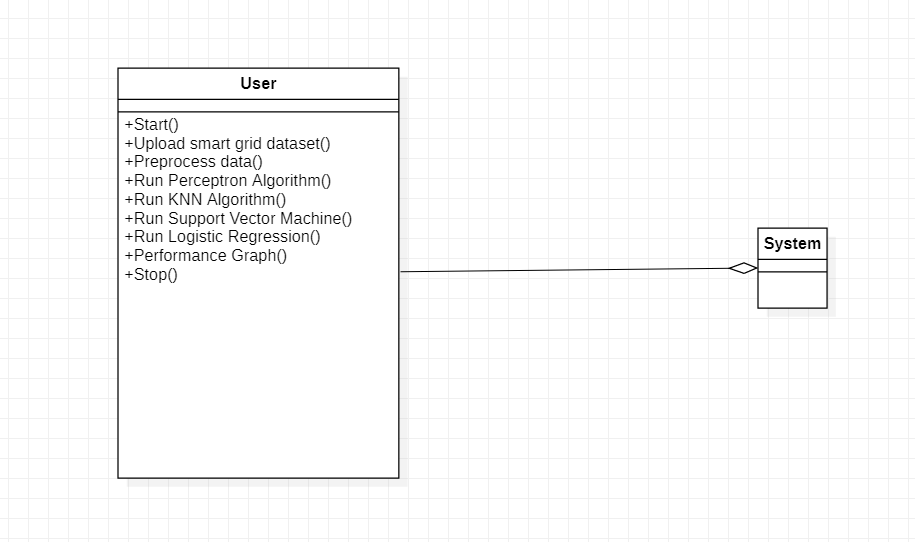 User
+Start()
+Upload smart grid dataset()
+Preprocess data()
+Run Perceptron Algorithm()
+Run KNN Algorithm()
+Run Support Vector Machine()
+Run Logistic Regression()
+Performance Graph()
+Stop()
System